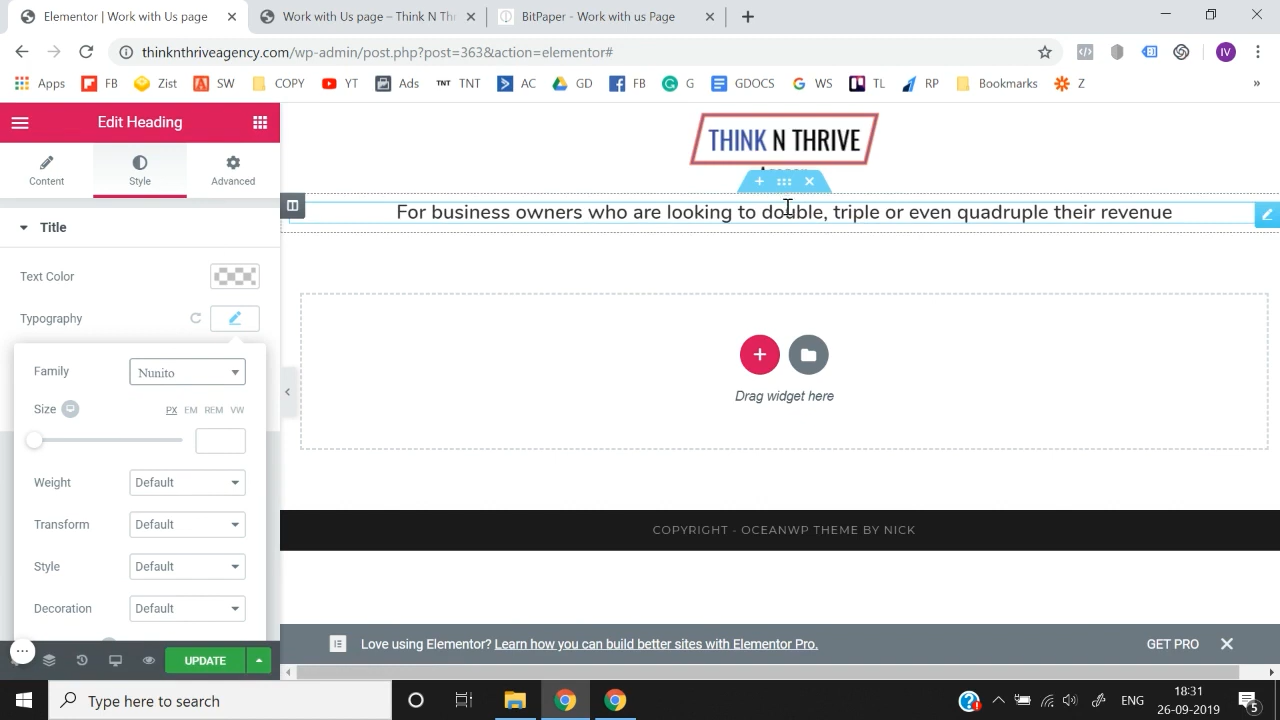 Elementor | Work with Us page
Work with Us page – Think N Thr
BitPaper - Work with us Page
thinknthriveagency.com/wp-admin/post.php?post=363&action=elementor#
IV
Apps FB Zist SW COPY YT Ads TNT TNT AC GD FB G GDOCS WS TL RP Bookmarks Z »
Edit Heading
Content Style Advanced
Title
Text Color
Typography
Family Nunito
Size PX EM REM VW
Weight Default
Transform Default
Style Default
Decoration Default
UPDATE
THINK N THRIVE
For business owners who are looking to double, triple or even quadruple their revenue
Drag widget here
COPYRIGHT - OCEANWP THEME BY NICK
Love using Elementor? Learn how you can build better sites with Elementor Pro.
GET PRO
Type here to search
ENG
18:31
26-09-2019
5